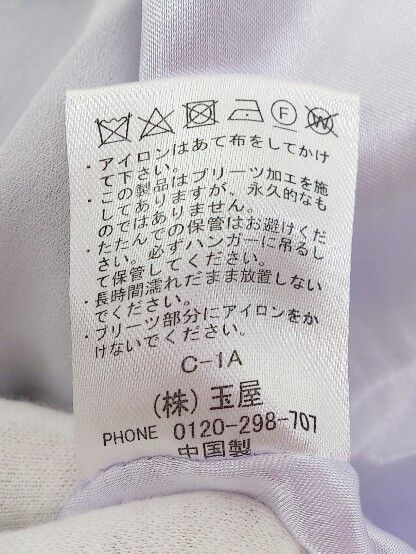 F W
・アイロンはあて布をしてかけ
て下さい。
・この製品はプリーツ加工を施
してありますが、永久的なも
のではありません。
・たたんでの保管はお避けくだ
さい。必ずハンガーに吊るし
て保管してください。
・長時間濡れたまま放置しない
でください。
・プリーツ部分にアイロンをか
けないでください。
C-1A
(株)玉屋
PHONE 0120-298-707
中国製